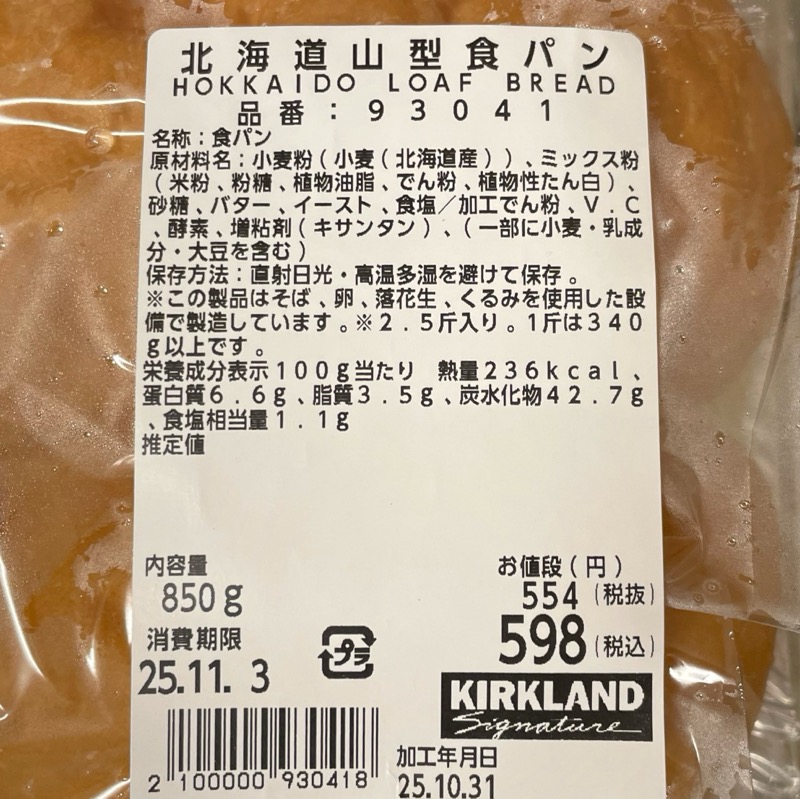 北海道山型食パン
HOKKAIDO LOAF BREAD
品番:93041
名称:食パン
原材料名:小麦粉(小麦(北海道産))、ミックス粉
(米粉、粉糖、植物油脂、でん粉、植物性たん白)、
砂糖、バター、イースト、食塩/加工でん粉、V.C
、酵素、増粘剤(キサンタン)、(一部に小麦・乳成
分・大豆を含む)
保存方法:直射日光・高温多湿を避けて保存。
※この製品はそば、卵、落花生、くるみを使用した設
備で製造しています。※2.5斤入り。1斤は340
g以上です。
栄養成分表示100g当たり 熱量236kcal、
蛋白質6.6g、脂質3.5g、炭水化物42.7g
、食塩相当量1.1g
推定値
内容量
850g
お値段(円)
554(税抜)
598(税込)
消費期限
25.11. 3
プラ
KIRKLAND
Signature
2 100000 930418
加工年月日
25.10.31